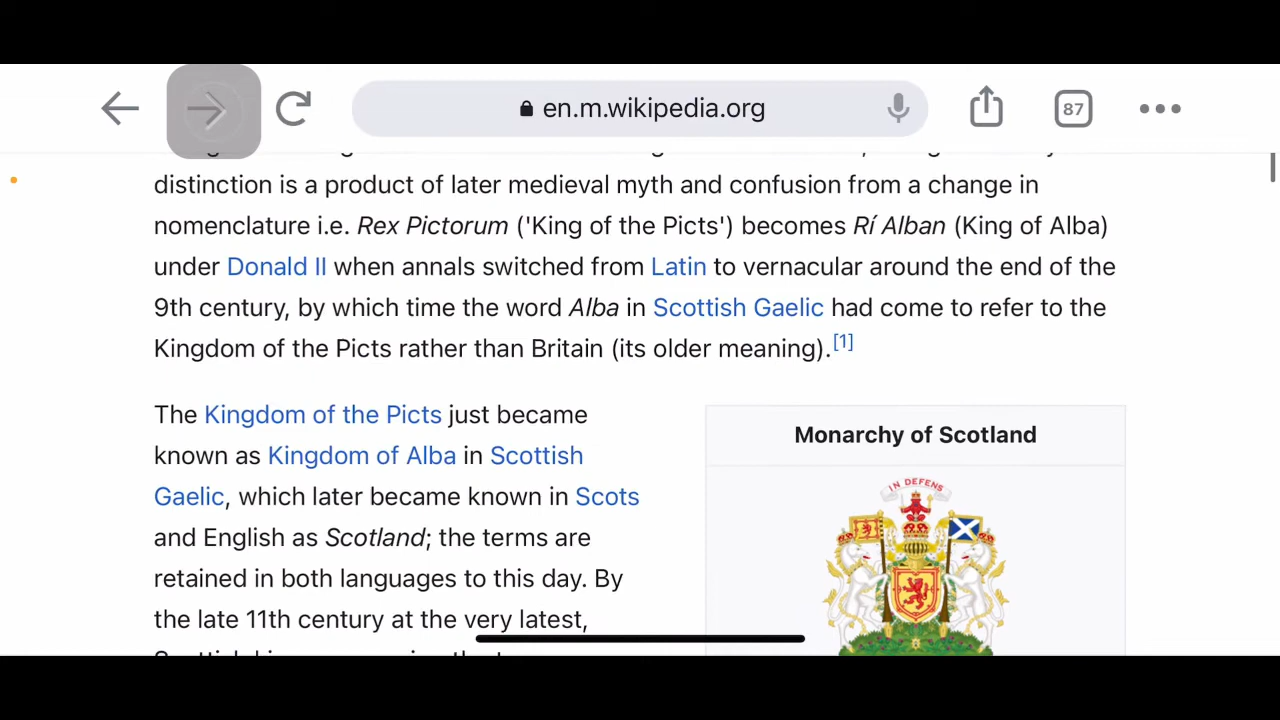 en.m.wikipedia.org
87
distinction is a product of later medieval myth and confusion from a change in
nomenclature i.e. Rex Pictorum ('King of the Picts') becomes Rí Alban (King of Alba)
under Donald II when annals switched from Latin to vernacular around the end of the
9th century, by which time the word Alba in Scottish Gaelic had come to refer to the
Kingdom of the Picts rather than Britain (its older meaning).[1]
The Kingdom of the Picts just became
known as Kingdom of Alba in Scottish
Gaelic, which later became known in Scots
and English as Scotland; the terms are
retained in both languages to this day. By
the late 11th century at the very latest,
Monarchy of Scotland
IN DEFENS